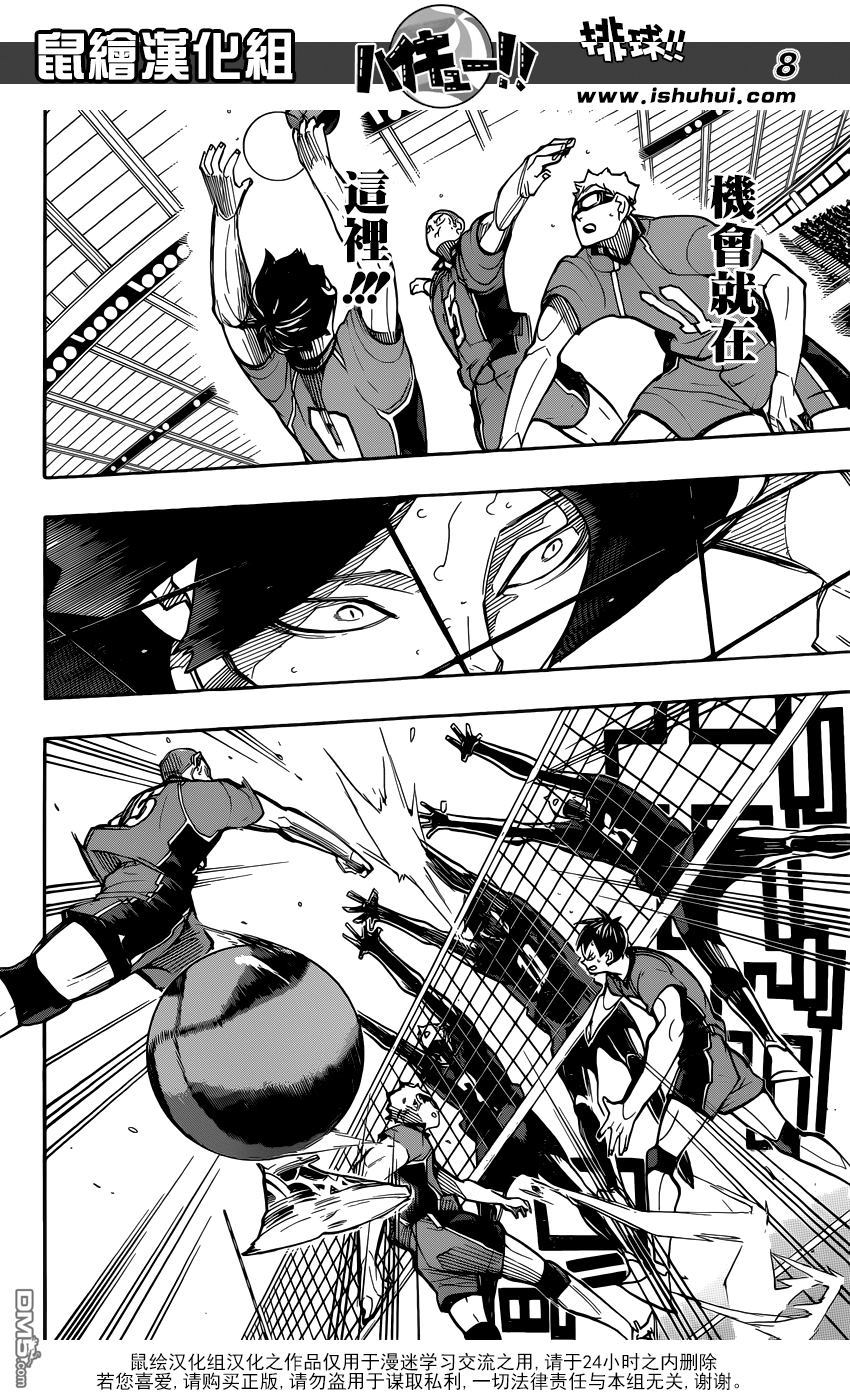 鼠繪漢化組
ハイキュー!!
排球!!
8
www.ishuhui.com
機會就在
這裡!!!
DM5
.com
鼠绘汉化组汉化之作品仅用于漫迷学习交流之用, 请于24小时之内删除
若您喜爱, 请购买正版, 请勿盗用于谋取私利, 一切法律责任与本组无关, 谢谢。